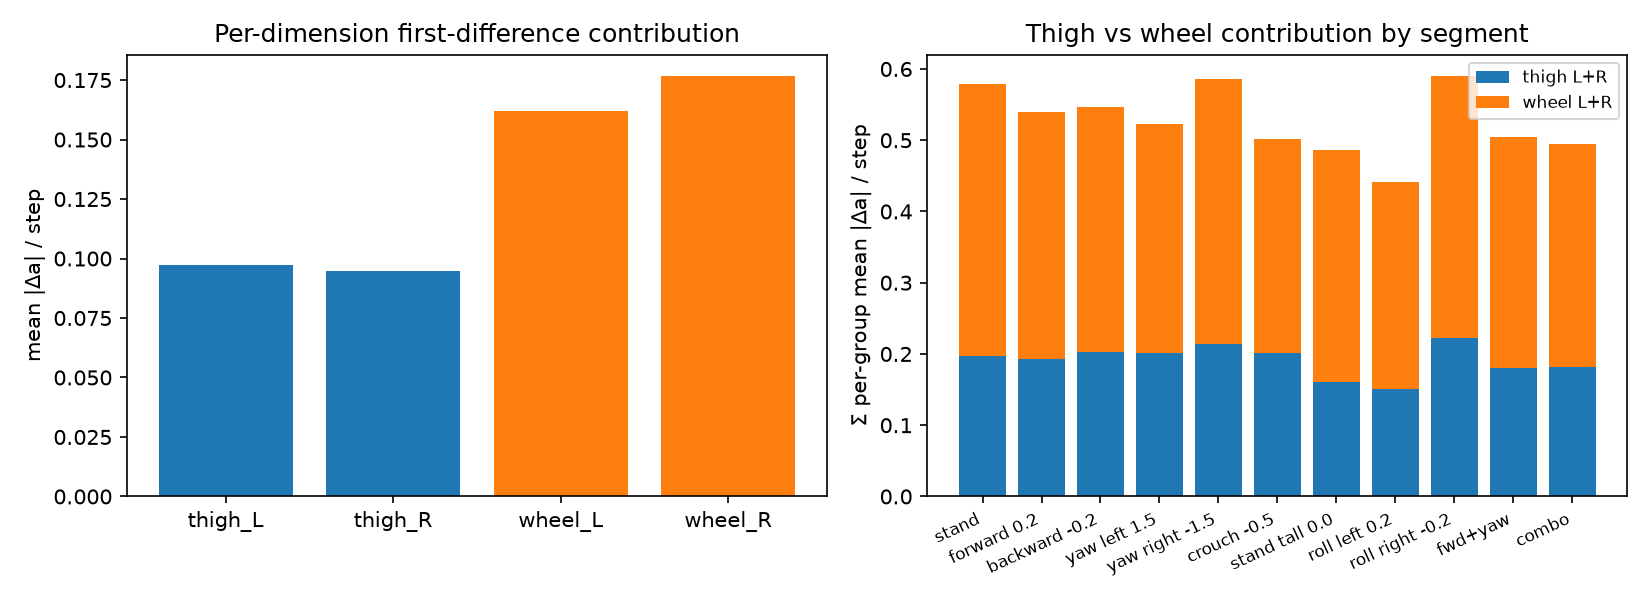 Per-dimension first-difference contribution
mean |Δa| / step
0.175
0.150
0.125
0.100
0.075
0.050
0.025
0.000
thigh_L
thigh_R
wheel_L
wheel_R
Thigh vs wheel contribution by segment
Σ per-group mean |Δa| / step
0.6
0.5
0.4
0.3
0.2
0.1
0.0
thigh L+R
wheel L+R
stand
forward 0.2
backward -0.2
yaw left 1.5
yaw right -1.5
crouch -0.5
stand tall 0.0
roll left 0.2
roll right -0.2
fwd+yaw
combo